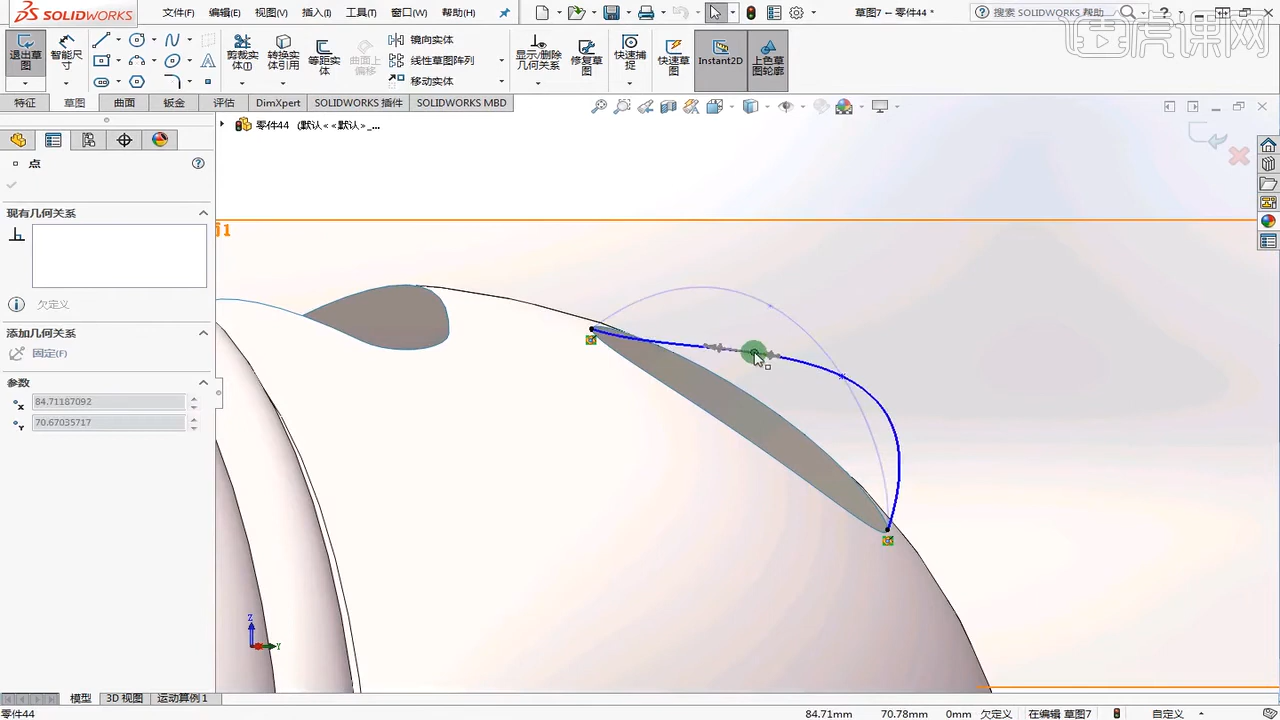 SOLIDWORKS 文件(F) 编辑(E) 视图(V) 插入(I) 工具(T) 窗口(W) 帮助(H) 草图7 ← 零件44 * 搜索 SOLIDWORKS 帮助
虎课网
退出草图 智能尺寸 剪裁实体(T) 转换实体引用 等距实体 曲面上偏移 镜向实体 线性草图阵列 移动实体 显示/删除几何关系 修复草图 快速捕捉 快速草图 Instant2D 上色草图轮廓
特征 草图 曲面 钣金 评估 DimXpert SOLIDWORKS 插件 SOLIDWORKS MBD
零件44 (默认< <默认>_...
点
现有几何关系
面1
欠定义
添加几何关系
固定(F)
参数
84.71187092
70.67035717
Z
Y
模型 3D 视图 运动算例 1
零件44 84.71mm 70.78mm 0mm 欠定义 在编辑 草图7 自定义